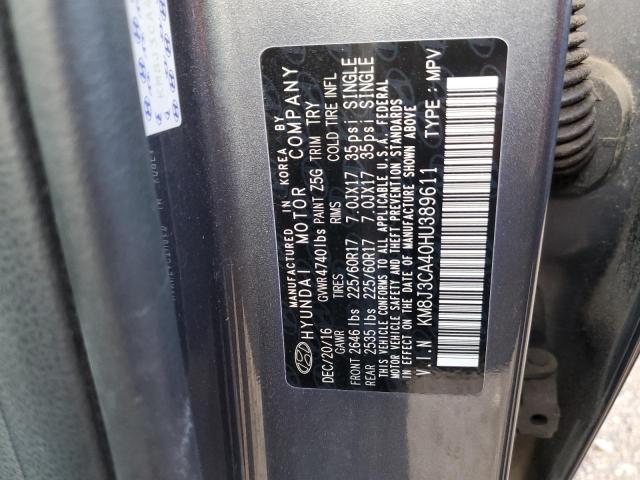 MANUFACTURED IN KOREA BY
HYUNDAI MOTOR COMPANY
DEC/20/16 GVWR 4740lbs PAINT Z5G TRIM TRY
GAWR TIRES RIMS COLD TIRE INFL
FRONT 2646 lbs 225/60R17 7.0JX17 35psi SINGLE
REAR 2535 lbs 225/60R17 7.0JX17 35psi SINGLE
THIS VEHICLE CONFORMS TO ALL APPLICABLE U.S.A. FEDERAL
MOTOR VEHICLE SAFETY AND THEFT PREVENTION STANDARDS
IN EFFECT ON THE DATE OF MANUFACTURE SHOWN ABOVE
V.I.N KM8J3CA40HU389611 TYPE : MPV